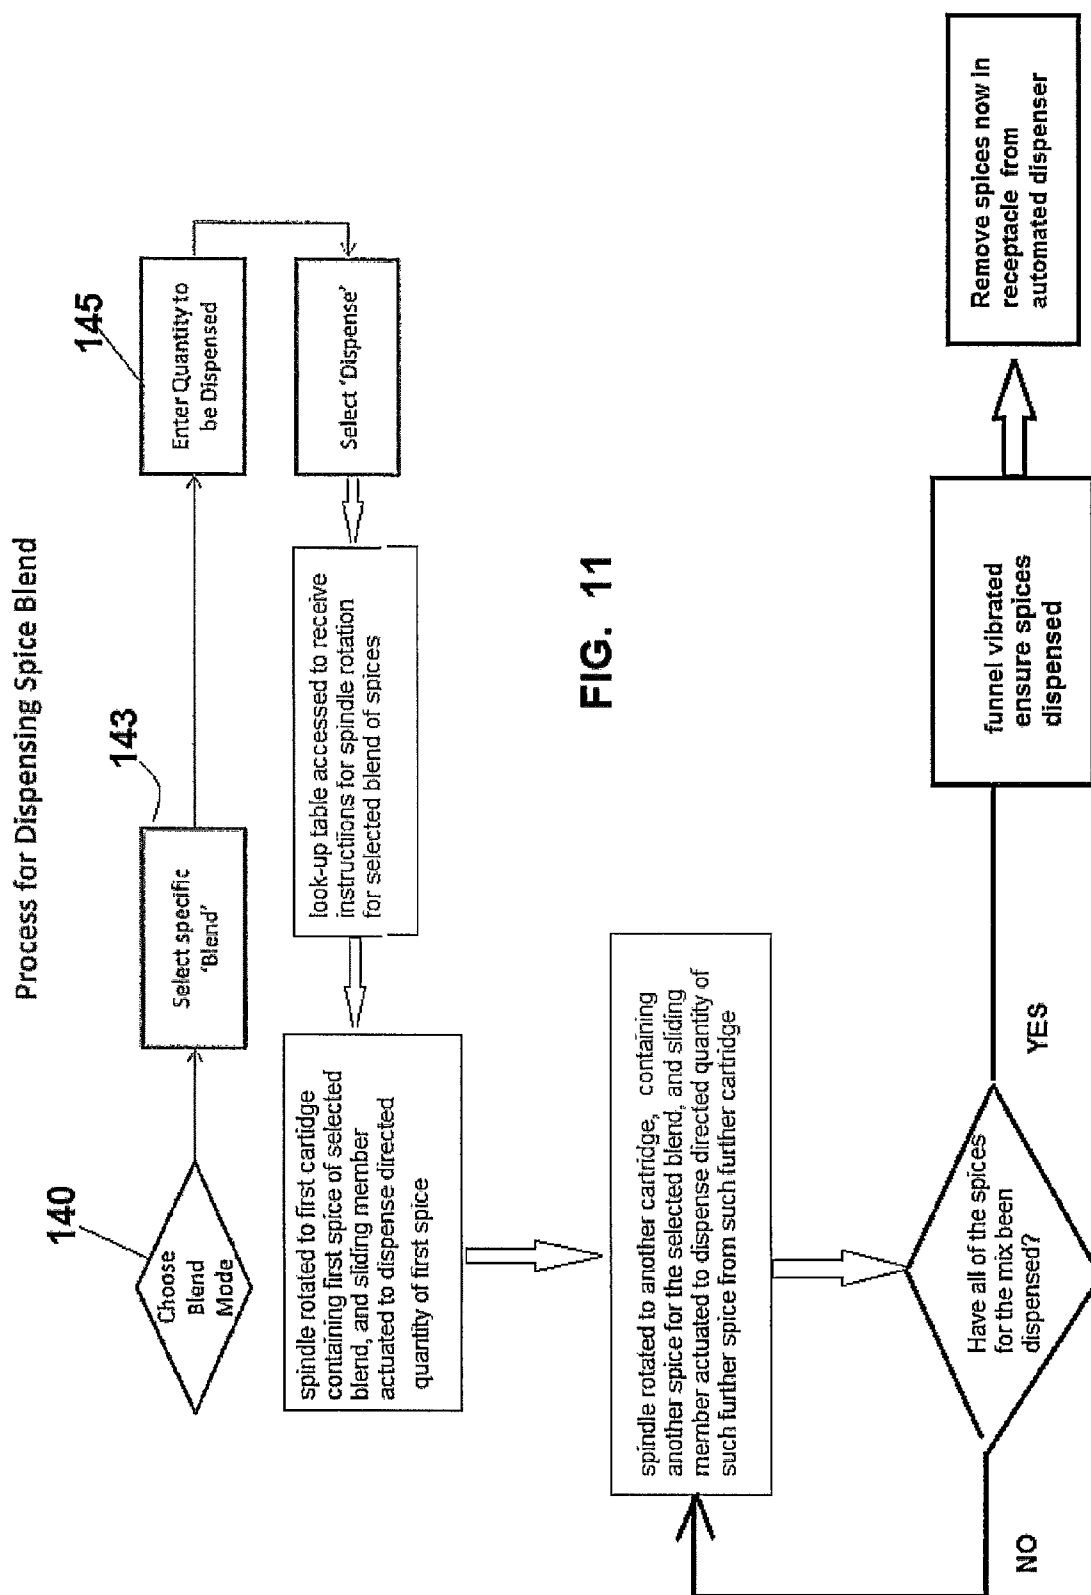 Process for Dispensing Spice Blend
140
Choose
Blend
Mode
143
Select specific
'Blend'
145
Enter Quantity to
be Dispensed
Select 'Dispense'
look-up table accessed to receive
instructiions for spindle rotation
for selected blend of spices
spindle rotated to first cartidge
containing first spice of selected
blend, and sliding member
actuated to dispense directed
quantity of first spice
spindle rotated to another cartridge, containing
another spice for the selected blend, and sliding
member actuated to dispense directed quantity of
such further spice from such further cartridge
FIG. 11
Have all of the spices
for the mix been
dispensed?
NO
YES
funnel vibrated
ensure spices
dispensed
Remove spices now in
receptacle from
automated dispenser